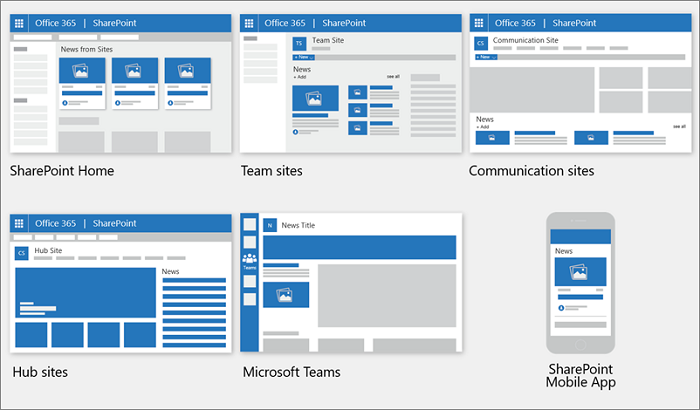 Office 365 | SharePoint
News from Sites
SharePoint Home
Office 365 | SharePoint
TS Team Site
+ New
News
+ Add see all
Team sites
Office 365 | SharePoint
CS Communication Site
+ New
News
+ Add see all
Communication sites
Office 365 | SharePoint
CS Hub Site
News
Hub sites
N News Title
Teams
Microsoft Teams
News
SharePoint
Mobile App